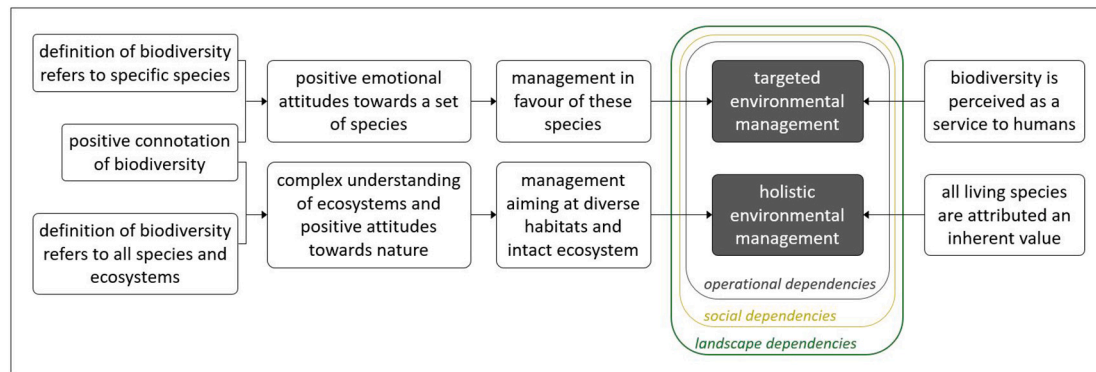 definition of biodiversity
refers to specific species
positive connotation
of biodiversity
definition of biodiversity
refers to all species and
ecosystems
positive emotional
attitudes towards a set
of species
complex understanding
of ecosystems and
positive attitudes
towards nature
management in
favour of these
species
management
aiming at diverse
habitats and
intact ecosystem
targeted
environmental
management
holistic
environmental
management
operational dependencies
social dependencies
landscape dependencies
biodiversity is
perceived as a
service to humans
all living species
are attributed an
inherent value